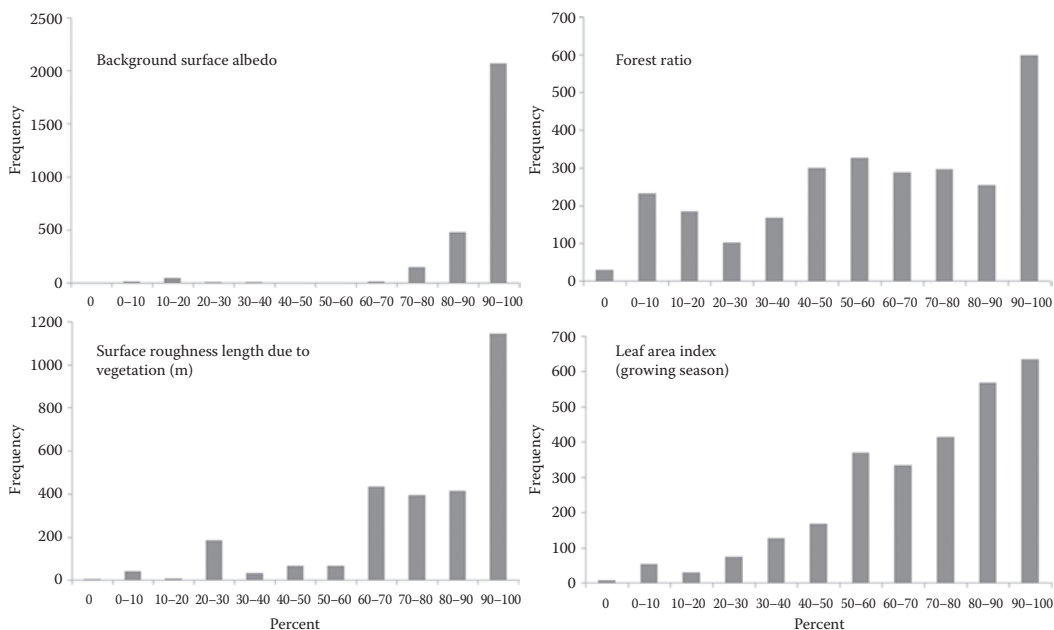 2500
2000
1500
1000
500
0
Frequency
Background surface albedo
0 0–10 10–20 20–30 30–40 40–50 50–60 60–70 70–80 80–90 90–100
700
600
500
400
300
200
100
0
Frequency
Forest ratio
0 0–10 10–20 20–30 30–40 40–50 50–60 60–70 70–80 80–90 90–100
1200
1000
800
600
400
200
0
Frequency
Surface roughness length due to
vegetation (m)
0 0–10 10–20 20–30 30–40 40–50 50–60 60–70 70–80 80–90 90–100
Percent
700
600
500
400
300
200
100
0
Frequency
Leaf area index
(growing season)
0 0–10 10–20 20–30 30–40 40–50 50–60 60–70 70–80 80–90 90–100
Percent